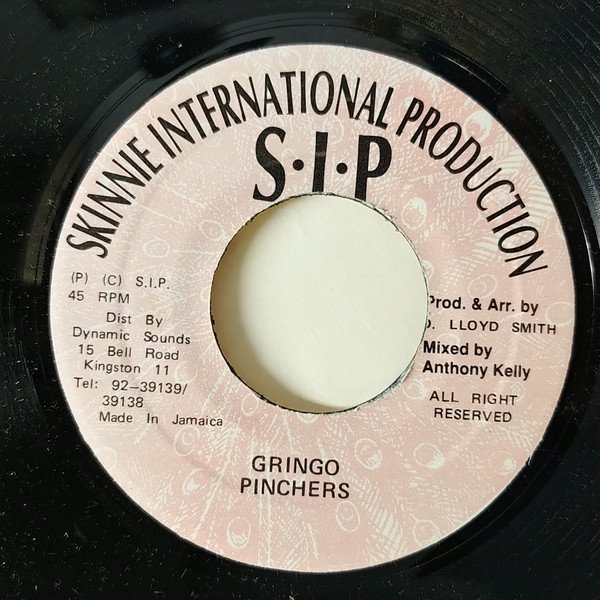 SKINNIE INTERNATIONAL PRODUCTION
S·I·P
(P) (C) S.I.P.
45 RPM
Dist By
Dynamic Sounds
15 Bell Road
Kingston 11
Tel: 92-39139/
39138
Made In Jamaica
Prod. & Arr. by
LLOYD SMITH
Mixed by
Anthony Kelly
ALL RIGHT
RESERVED
GRINGO
PINCHERS